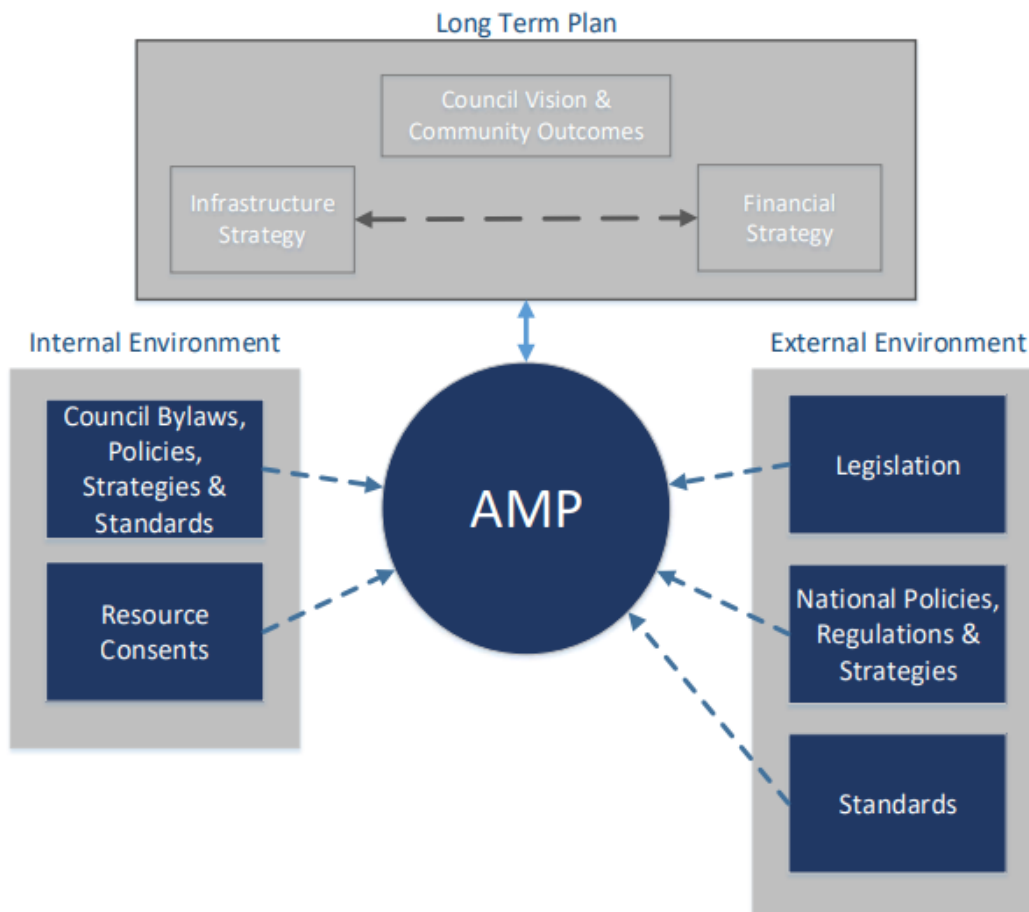 Long Term Plan
Council Vision &
Community Outcomes
Infrastructure
Strategy
Financial
Strategy
Internal Environment
Council Bylaws,
Policies,
Strategies &
Standards
Resource
Consents
AMP
External Environment
Legislation
National Policies,
Regulations &
Strategies
Standards